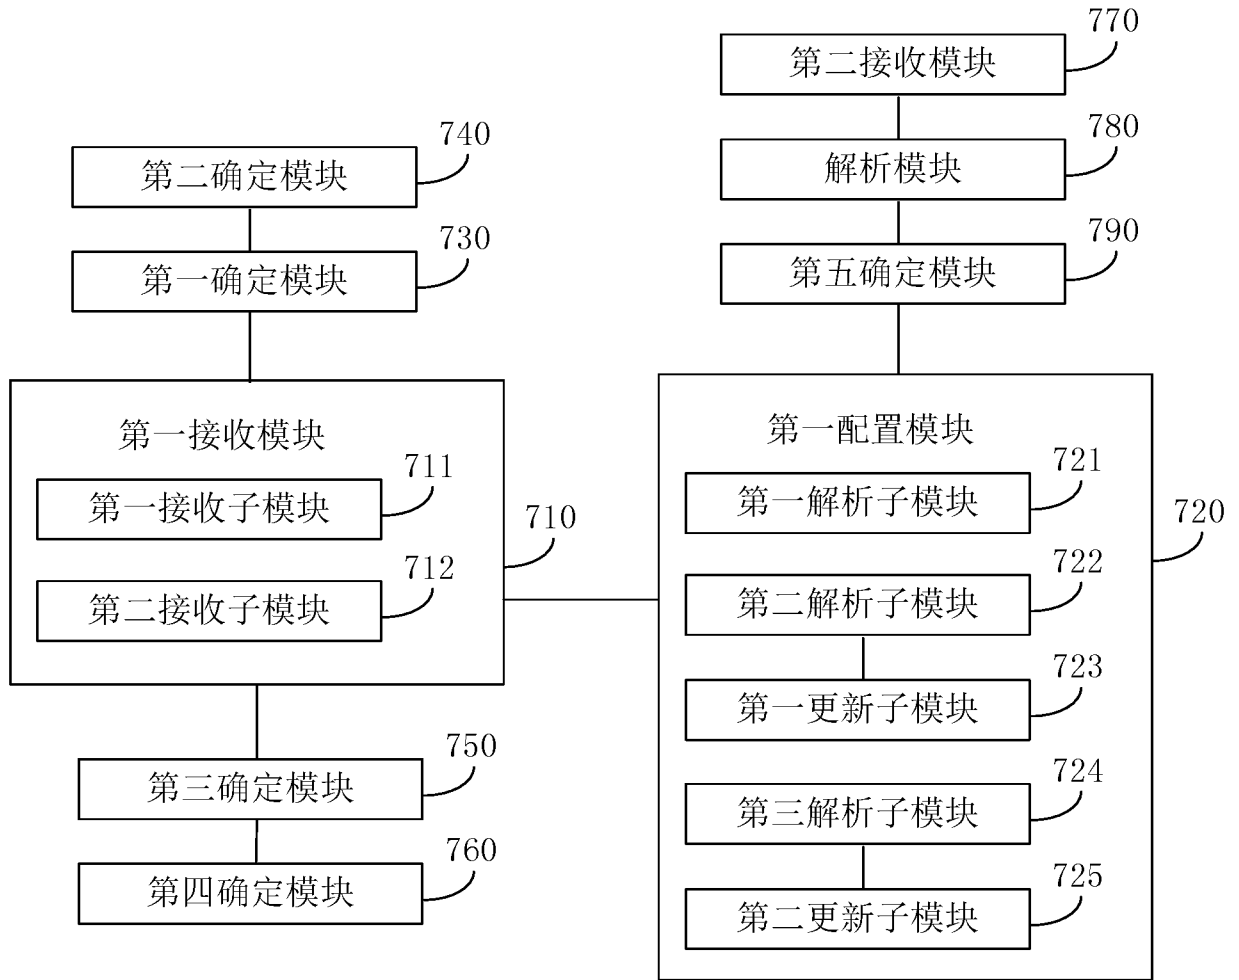 740
第二确定模块
730
第一确定模块
第一接收模块
711
第一接收子模块
710
712
第二接收子模块
750
第三确定模块
760
第四确定模块
770
第二接收模块
780
解析模块
790
第五确定模块
第一配置模块
721
第一解析子模块
720
722
第二解析子模块
723
第一更新子模块
724
第三解析子模块
725
第二更新子模块